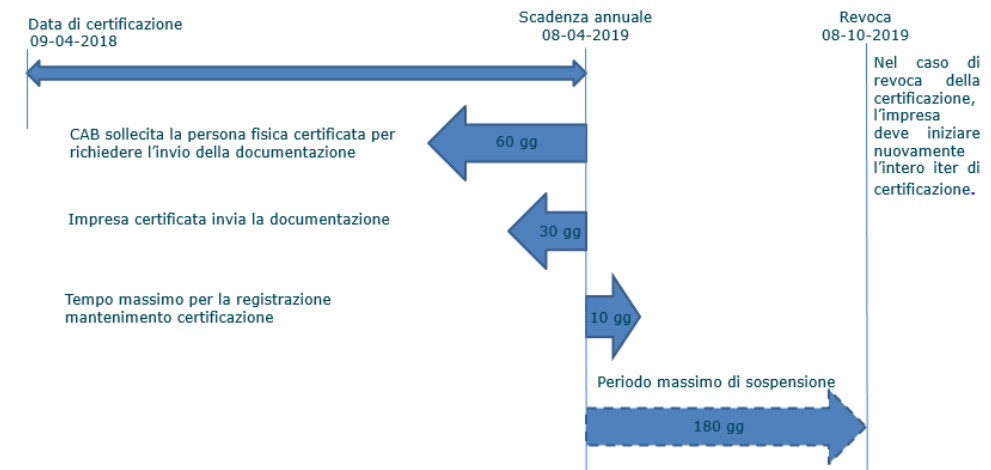 Data di certificazione
09-04-2018
Scadenza annuale
08-04-2019
Revoca
08-10-2019
Nel caso di
revoca della
certificazione,
l'impresa
deve iniziare
nuovamente
l'intero iter di
certificazione.
CAB sollecita la persona fisica certificata per
richiedere l'invio della documentazione
60 gg
Impresa certificata invia la documentazione
30 gg
Tempo massimo per la registrazione
mantenimento certificazione
10 gg
Periodo massimo di sospensione
180 gg